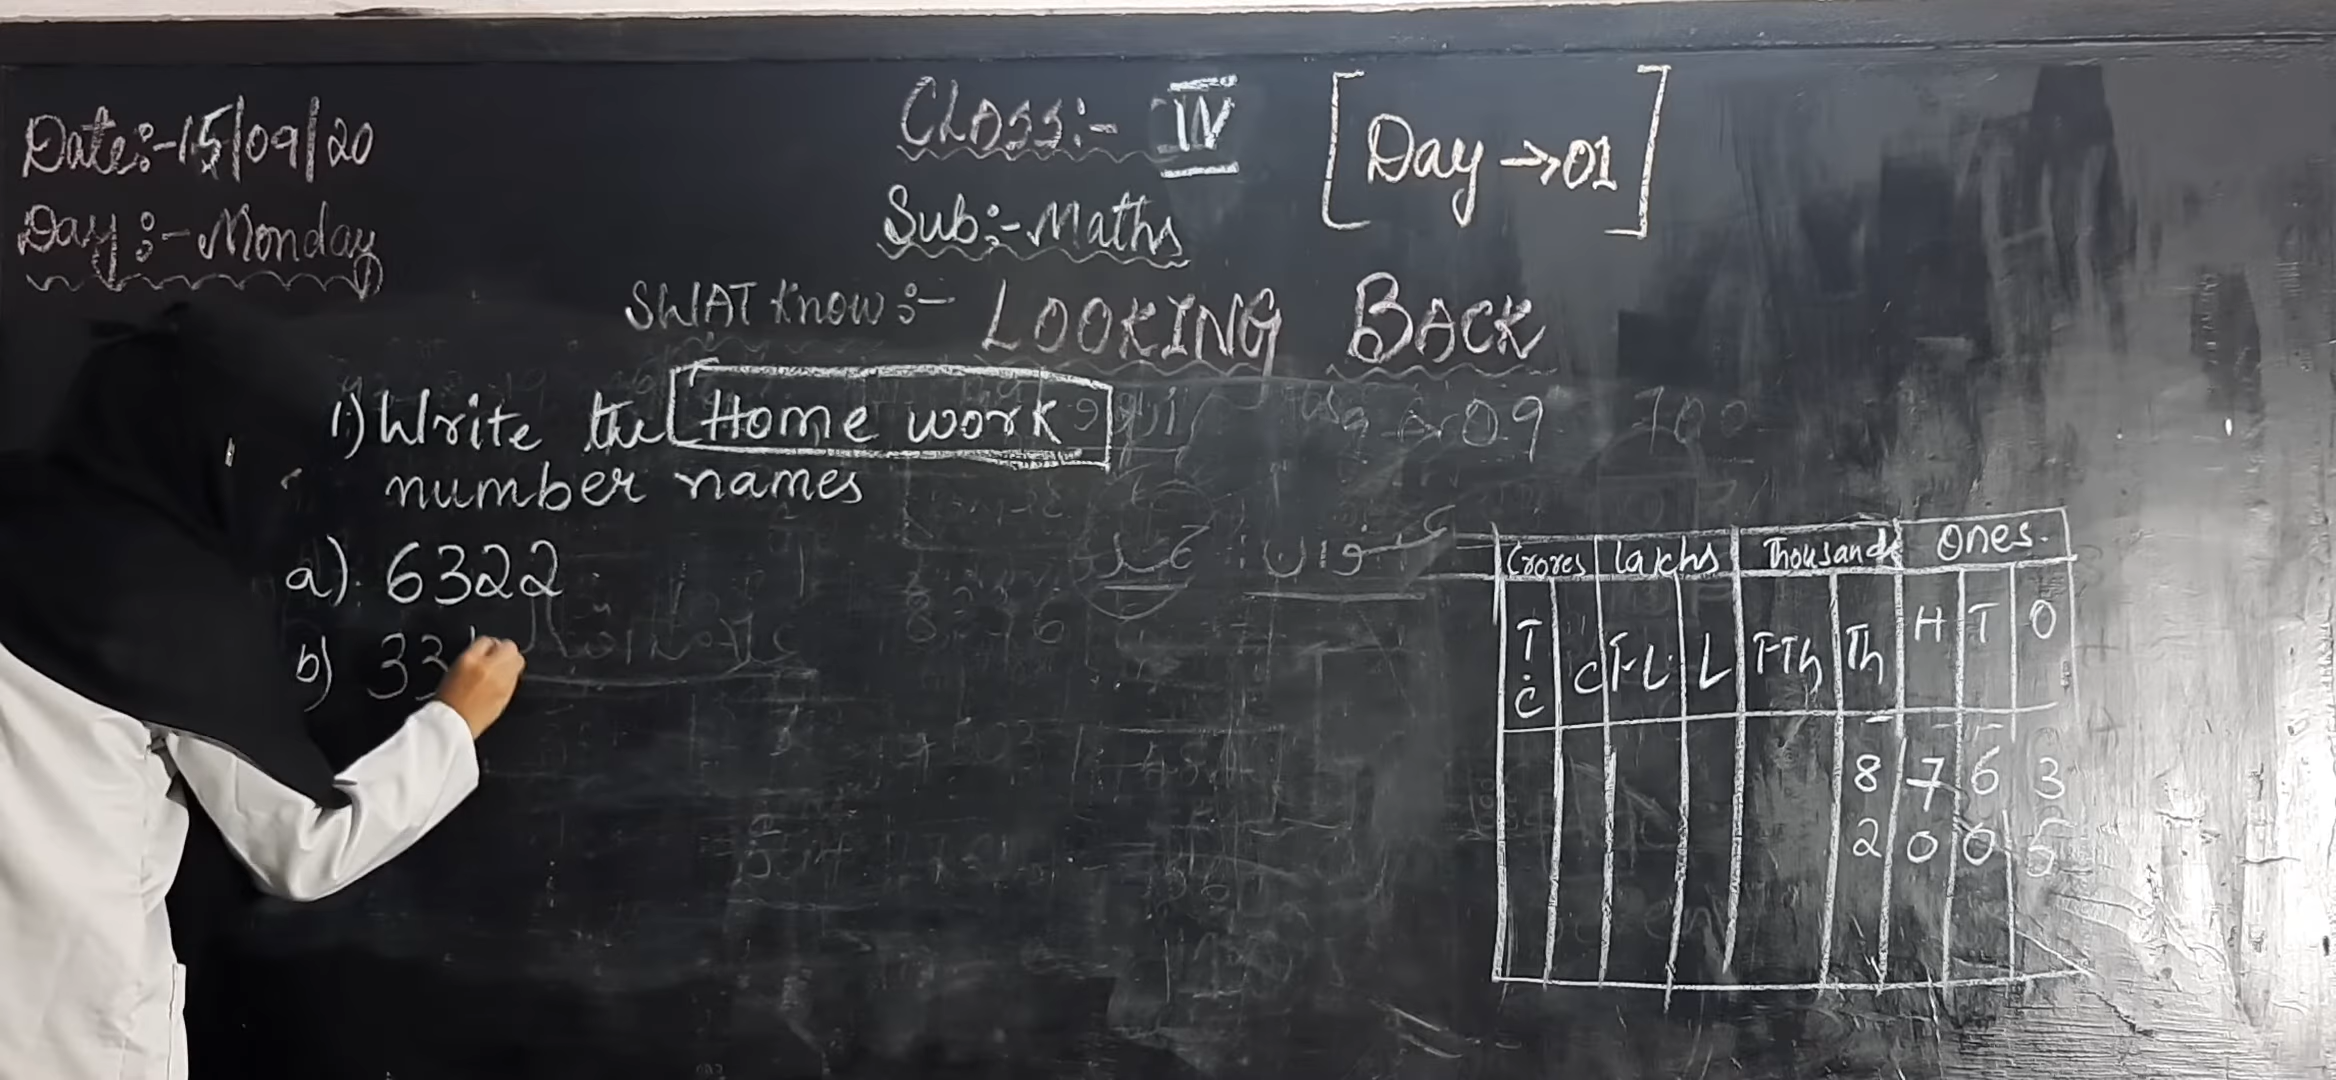 Date:-15/09/20
Day:-Monday
Class:- IV
Sub:-Maths
[Day →01]
SWAT Know:- LOOKING BACK
1) Write the Home work
number names
a) 6322
b) 33
Crores Lakhs Thousands Ones.
T.C C T-L L T-Th Th H T O
8 7 6 3
2 0 0 5